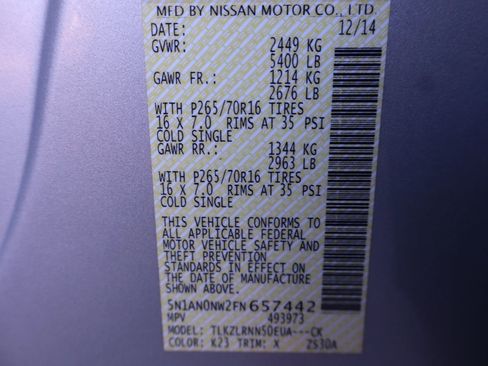 MFD BY NISSAN MOTOR CO., LTD.
DATE: 12/14
GVWR: 2449 KG
5400 LB
GAWR FR.: 1214 KG
2676 LB
WITH P265/70R16 TIRES
16 X 7.0 RIMS AT 35 PSI
COLD SINGLE
GAWR RR.: 1344 KG
2963 LB
WITH P265/70R16 TIRES
16 X 7.0 RIMS AT 35 PSI
COLD SINGLE
THIS VEHICLE CONFORMS TO
ALL APPLICABLE FEDERAL
MOTOR VEHICLE SAFETY AND
THEFT PREVENTION
STANDARDS IN EFFECT ON
THE DATE OF MANUFACTURE
SHOWN ABOVE
5N1AN0NW2FN657442
MPV 493973
MODEL: TLKZLRNN50EUA---CK
COLOR: K23 TRIM: X ZS3DA